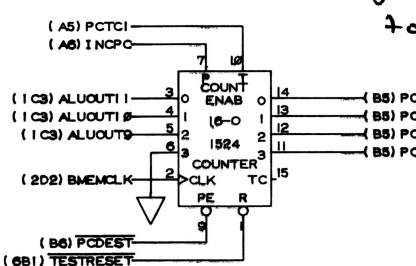 (A5) PCTC1
(A6) INCPC
7 10
P T
COUNT
ENAB
(1C3) ALUOUT11 3 0 0 14 (B5) PC
(1C3) ALUOUT10 4 1 16-0 1 13 (B5) PC
(1C3) ALUOUT9 5 2 1524 2 12 (B5) PC
6 3 3 11 (B5) PC
COUNTER
(2D2) BMEMCLK 2 CLK TC 15
PE R
9 1
(B6) PCDEST
(6B1) TESTRESET